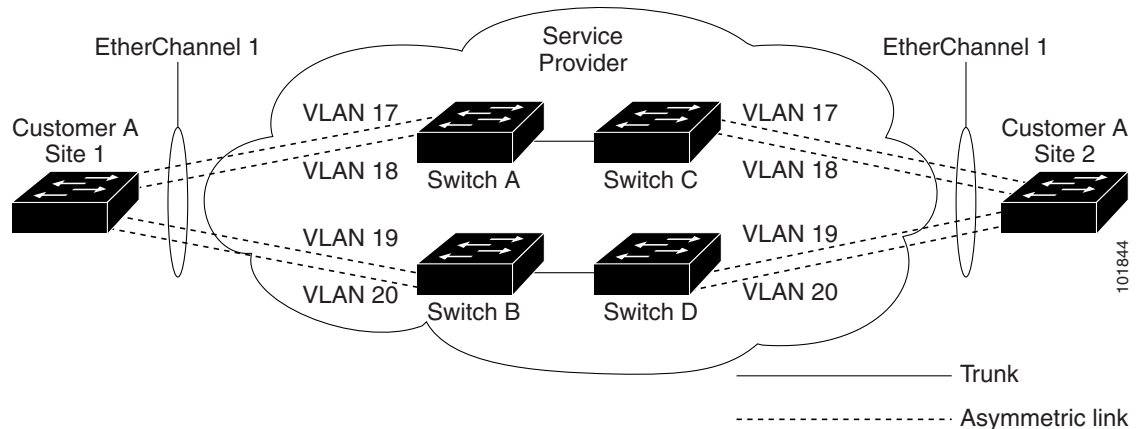 EtherChannel 1
Service
Provider
EtherChannel 1
Customer A
Site 1
VLAN 17
VLAN 18
Switch A
Switch C
VLAN 17
VLAN 18
Customer A
Site 2
VLAN 19
VLAN 20
Switch B
Switch D
VLAN 19
VLAN 20
101844
Trunk
Asymmetric link